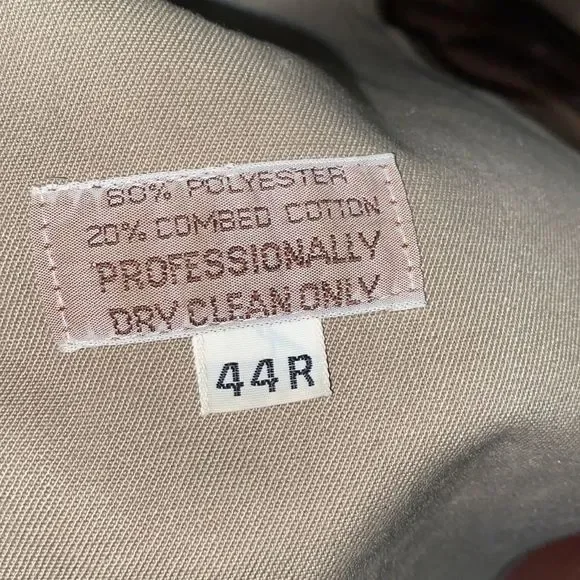 80% POLYESTER
20% COMBED COTTON
PROFESSIONALLY
DRY CLEAN ONLY
44R